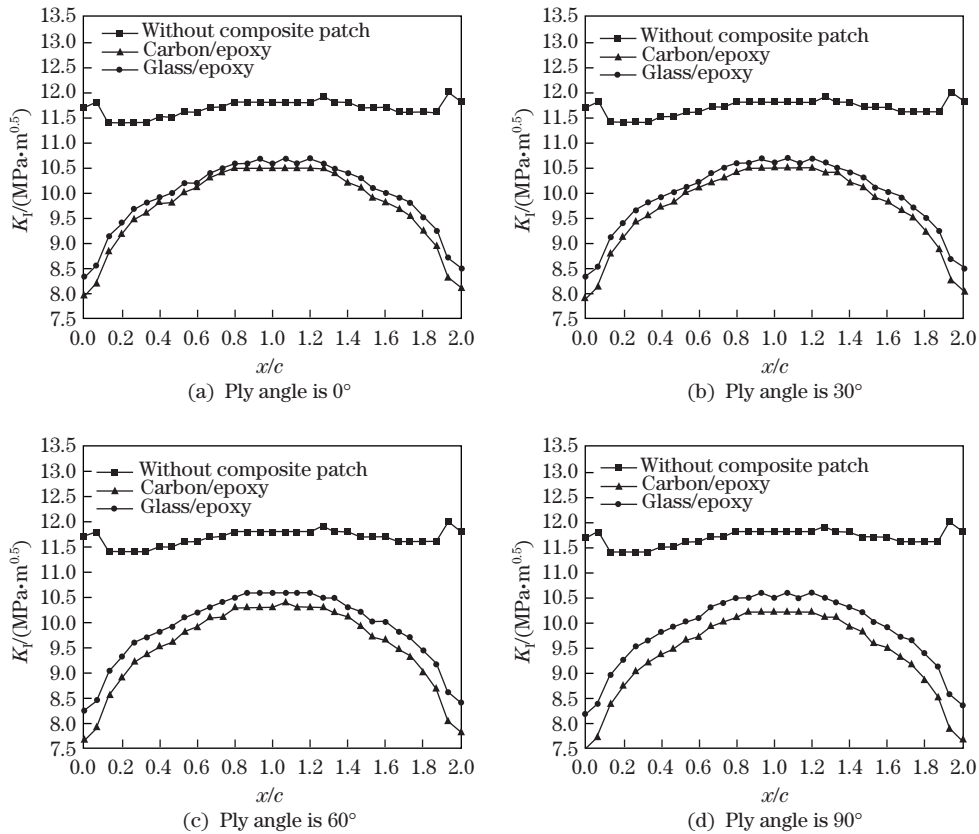 13.5
13.0
12.5
12.0
11.5
11.0
10.5
10.0
9.5
9.0
8.5
8.0
7.5
K_I/(MPa•m^0.5)
Without composite patch
Carbon/epoxy
Glass/epoxy
0.0 0.2 0.4 0.6 0.8 1.0 1.2 1.4 1.6 1.8 2.0
x/c
(a) Ply angle is 0°
13.5
13.0
12.5
12.0
11.5
11.0
10.5
10.0
9.5
9.0
8.5
8.0
7.5
K_I/(MPa•m^0.5)
Without composite patch
Carbon/epoxy
Glass/epoxy
0.0 0.2 0.4 0.6 0.8 1.0 1.2 1.4 1.6 1.8 2.0
x/c
(b) Ply angle is 30°
13.5
13.0
12.5
12.0
11.5
11.0
10.5
10.0
9.5
9.0
8.5
8.0
7.5
K_I/(MPa•m^0.5)
Without composite patch
Carbon/epoxy
Glass/epoxy
0.0 0.2 0.4 0.6 0.8 1.0 1.2 1.4 1.6 1.8 2.0
x/c
(c) Ply angle is 60°
13.5
13.0
12.5
12.0
11.5
11.0
10.5
10.0
9.5
9.0
8.5
8.0
7.5
K_I/(MPa•m^0.5)
Without composite patch
Carbon/epoxy
Glass/epoxy
0.0 0.2 0.4 0.6 0.8 1.0 1.2 1.4 1.6 1.8 2.0
x/c
(d) Ply angle is 90°